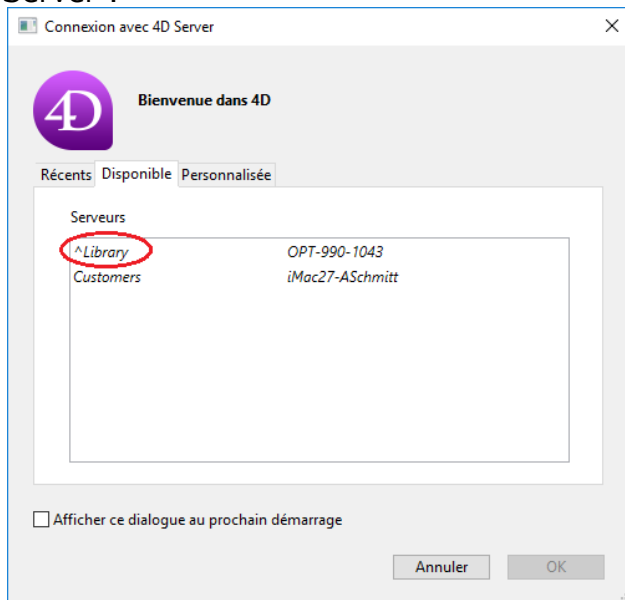 Connexion avec 4D Server
4D
Bienvenue dans 4D
Récents Disponible Personnalisée
Serveurs
^Library OPT-990-1043
Customers iMac27-ASchmitt
Afficher ce dialogue au prochain démarrage
Annuler OK